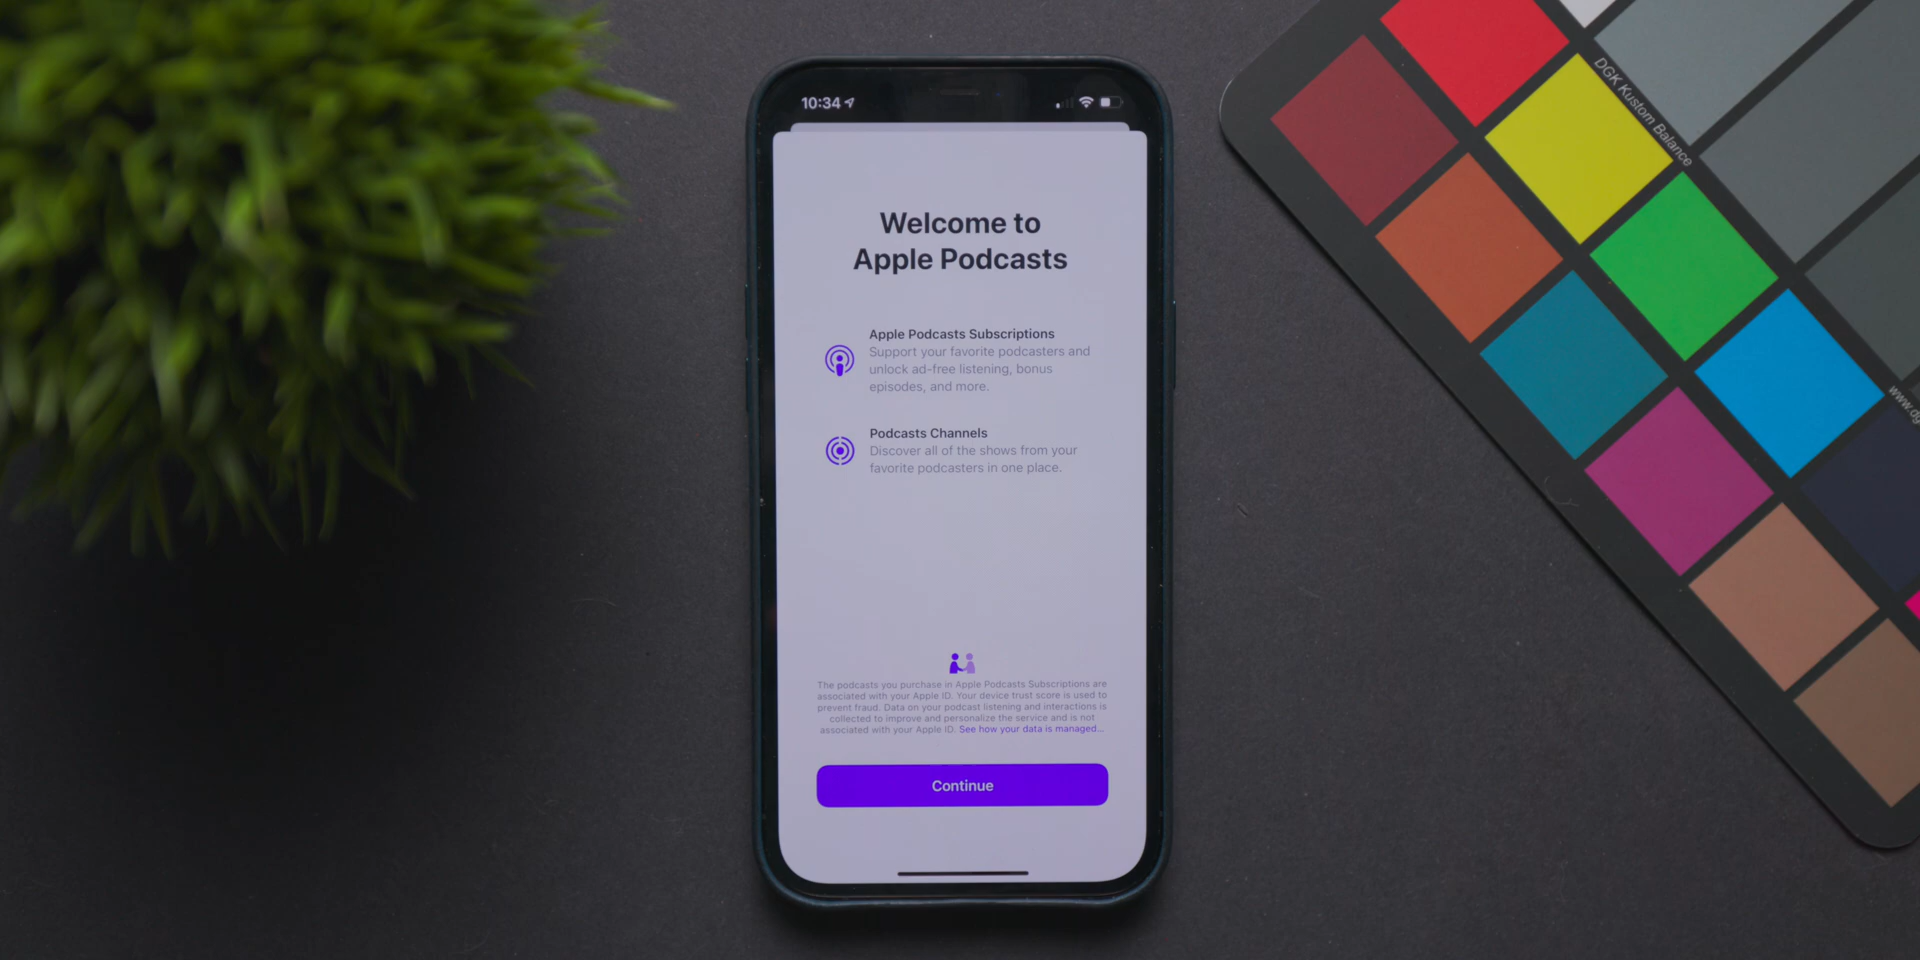 10:34
Welcome to
Apple Podcasts
Apple Podcasts Subscriptions
Support your favorite podcasters and
unlock ad-free listening, bonus
episodes, and more.
Podcasts Channels
Discover all of the shows from your
favorite podcasters in one place.
The podcasts you purchase in Apple Podcasts Subscriptions are
associated with your Apple ID. Your device trust score is used to
prevent fraud. Data on your podcast listening and interactions is
collected to improve and personalize the service and is not
associated with your Apple ID. See how your data is managed...
Continue
DGK Kustom Balance